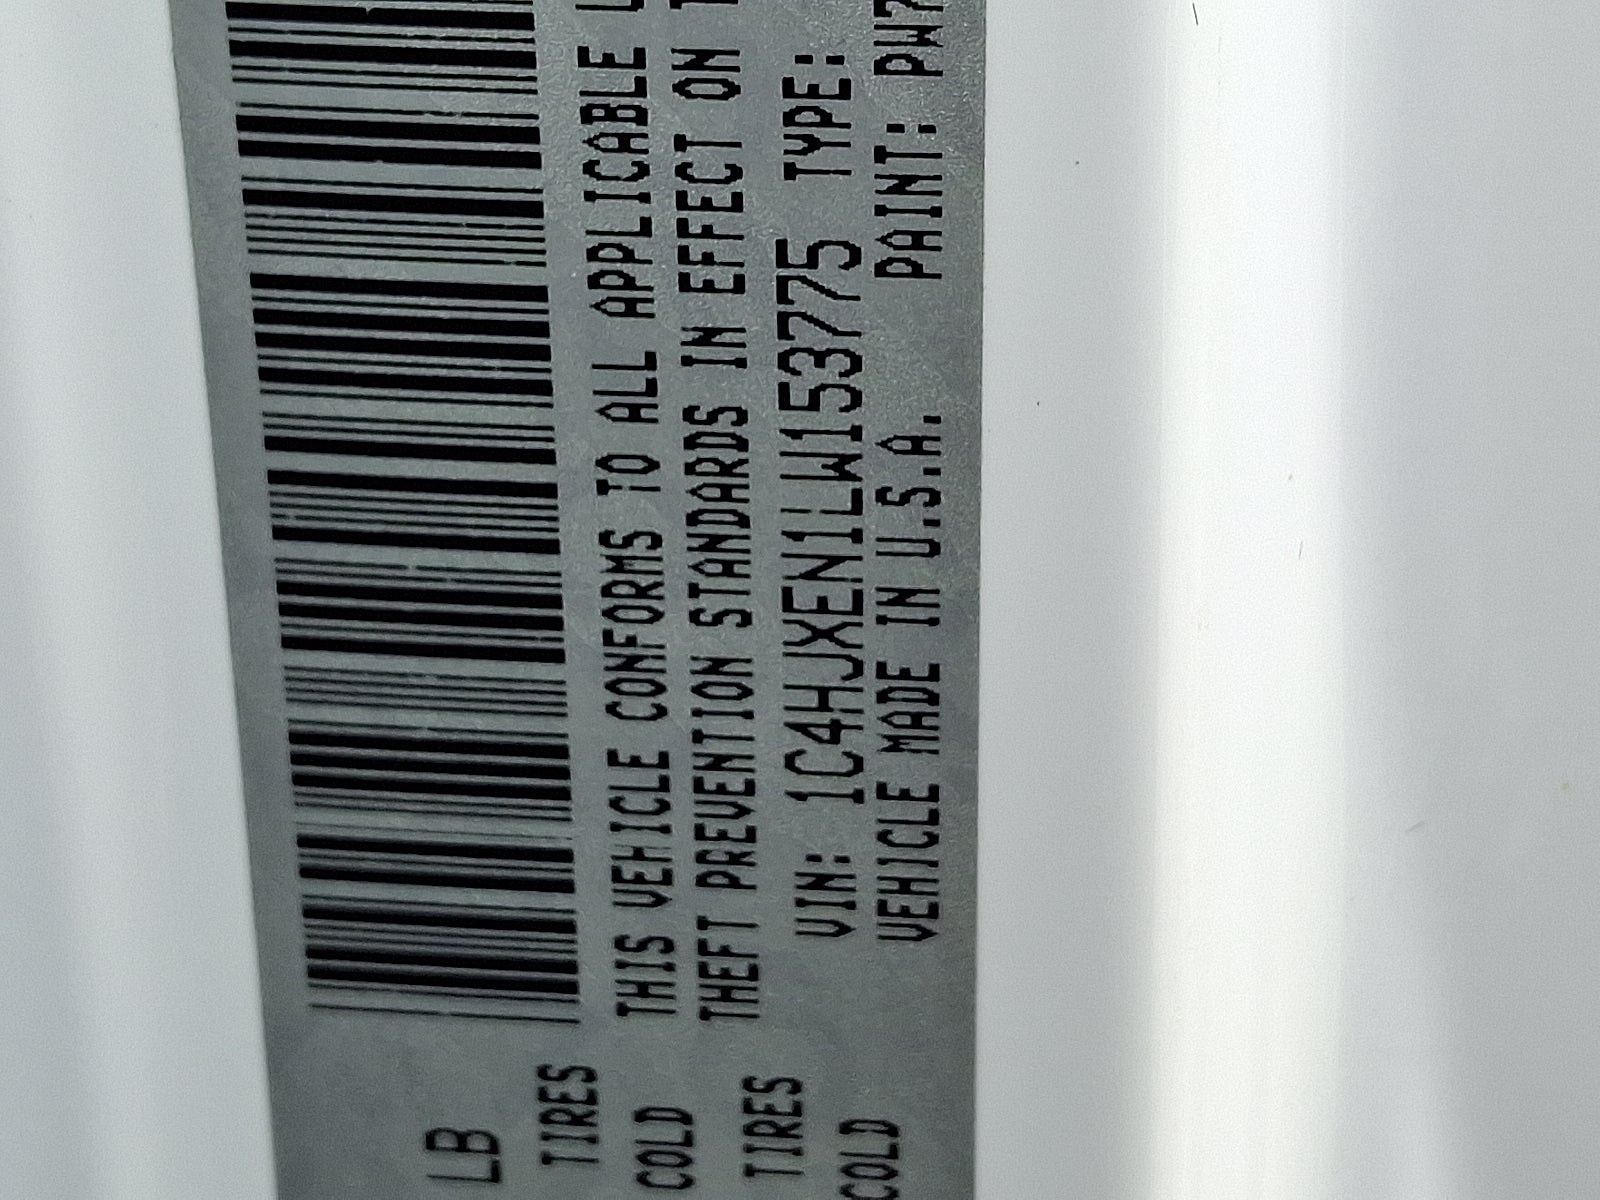 LB
TIRES
COLD
TIRES
COLD
THIS VEHICLE CONFORMS TO ALL APPLICABLE
THEFT PREVENTION STANDARDS IN EFFECT ON
VIN: 1C4HJXEN1LW153775 TYPE:
VEHICLE MADE IN U.S.A. PAINT: PW7